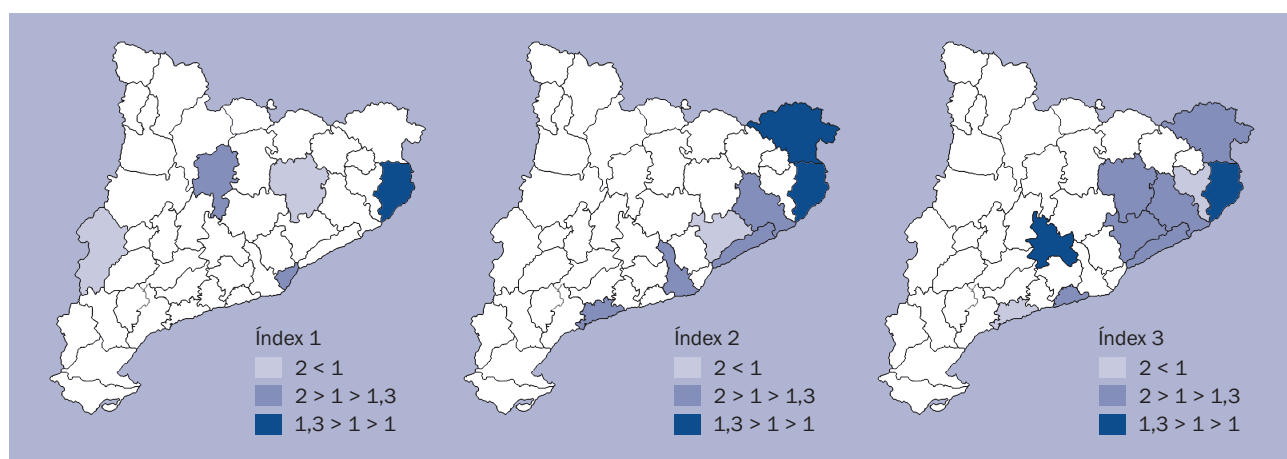 Índex 1
2 < 1
2 > 1 > 1,3
1,3 > 1 > 1
Índex 2
2 < 1
2 > 1 > 1,3
1,3 > 1 > 1
Índex 3
2 < 1
2 > 1 > 1,3
1,3 > 1 > 1